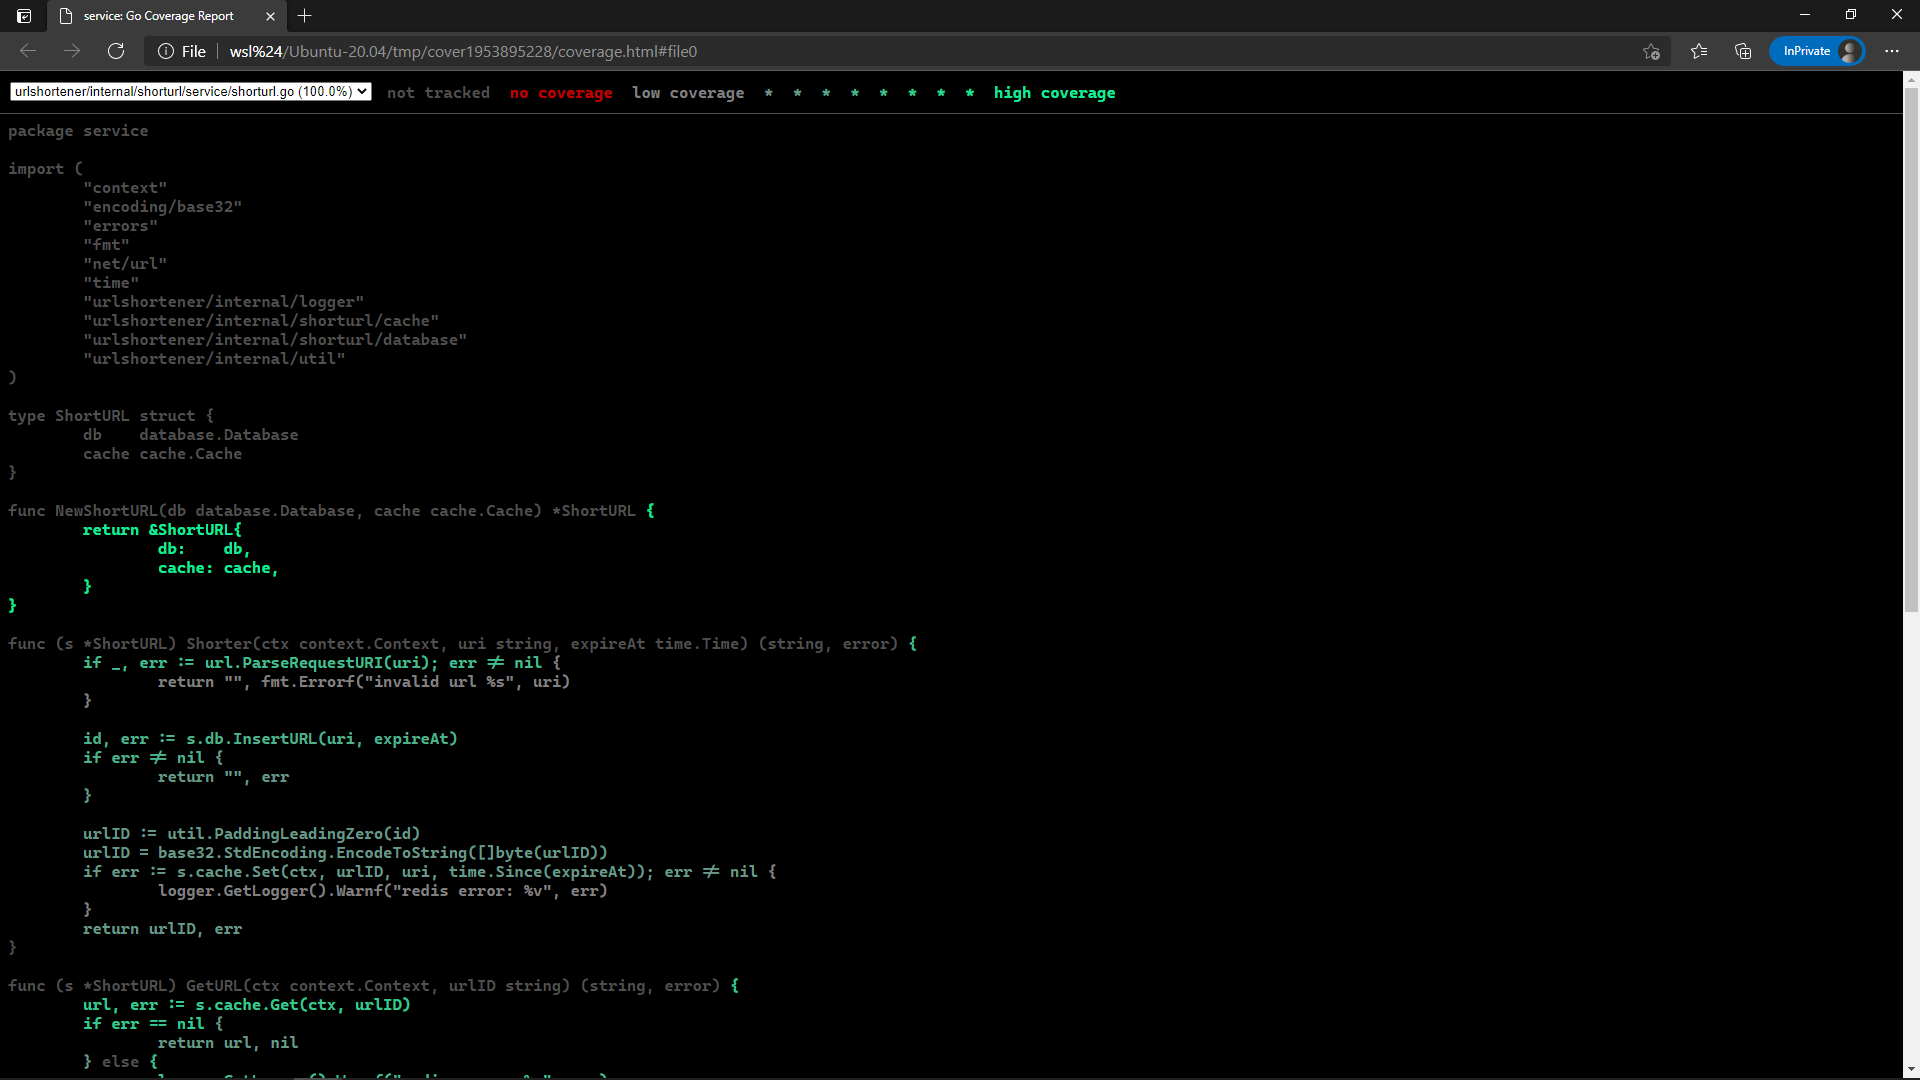 service: Go Coverage Report
File wsl%24/Ubuntu-20.04/tmp/cover1953895228/coverage.html#file0
InPrivate
urlshortener/internal/shorturl/service/shorturl.go (100.0%) not tracked no coverage low coverage * * * * * * * * high coverage
package service
import (
"context"
"encoding/base32"
"errors"
"fmt"
"net/url"
"time"
"urlshortener/internal/logger"
"urlshortener/internal/shorturl/cache"
"urlshortener/internal/shorturl/database"
"urlshortener/internal/util"
)
type ShortURL struct {
db database.Database
cache cache.Cache
}
func NewShortURL(db database.Database, cache cache.Cache) *ShortURL {
return &ShortURL{
db: db,
cache: cache,
}
}
func (s *ShortURL) Shorter(ctx context.Context, uri string, expireAt time.Time) (string, error) {
if _, err := url.ParseRequestURI(uri); err != nil {
return "", fmt.Errorf("invalid url %s", uri)
}
id, err := s.db.InsertURL(uri, expireAt)
if err != nil {
return "", err
}
urlID := util.PaddingLeadingZero(id)
urlID = base32.StdEncoding.EncodeToString([]byte(urlID))
if err := s.cache.Set(ctx, urlID, uri, time.Since(expireAt)); err != nil {
logger.GetLogger().Warnf("redis error: %v", err)
}
return urlID, err
}
func (s *ShortURL) GetURL(ctx context.Context, urlID string) (string, error) {
url, err := s.cache.Get(ctx, urlID)
if err == nil {
return url, nil
} else {